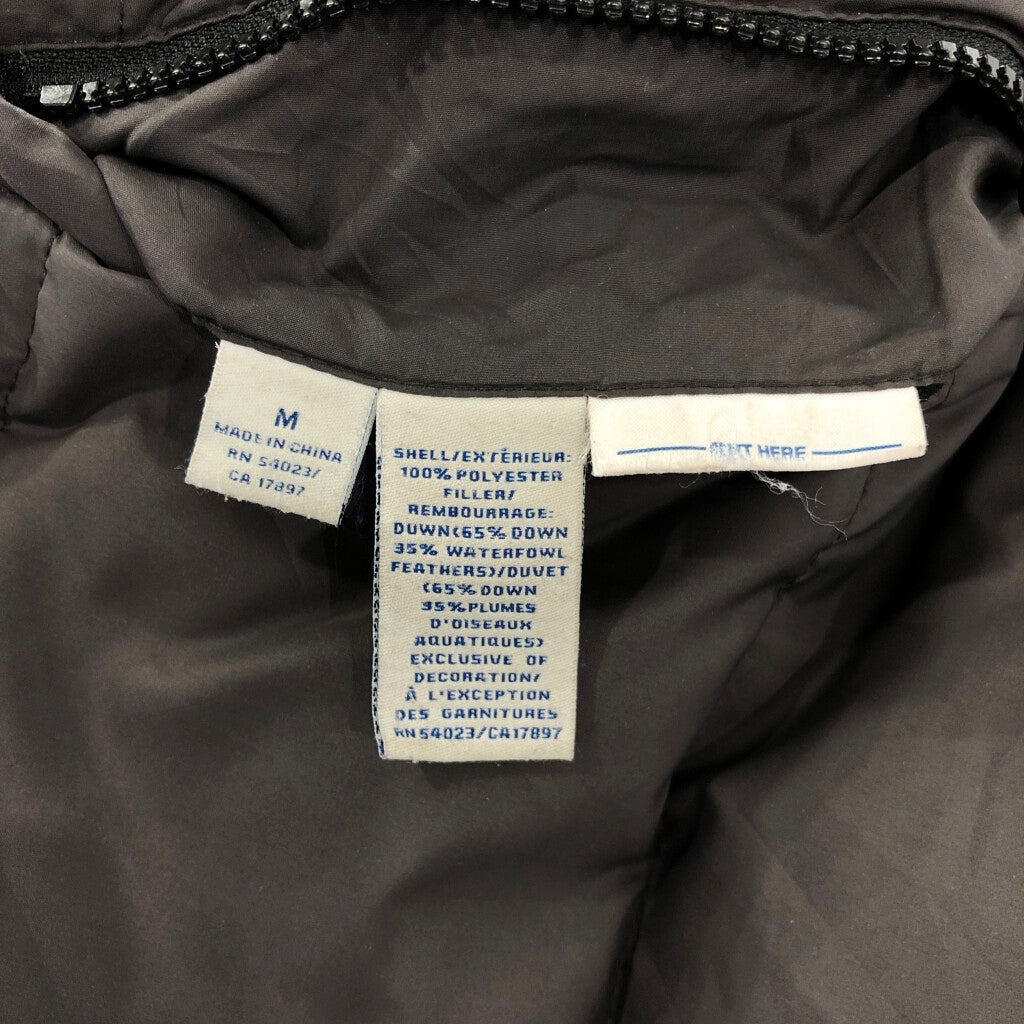 M
MADE IN CHINA
RN 54023/
CA 17897
SHELL/EXTÉRIEUR:
100% POLYESTER
FILLER/
REMBOURRAGE:
DOWN(65% DOWN
35% WATERFOWL
FEATHERS)/DUVET
(65% DOWN
35% PLUMES
D'OISEAUX
AQUATIQUES)
EXCLUSIVE OF
DECORATION/
À L'EXCEPTION
DES GARNITURES
RN 54023/CA17897
HERE